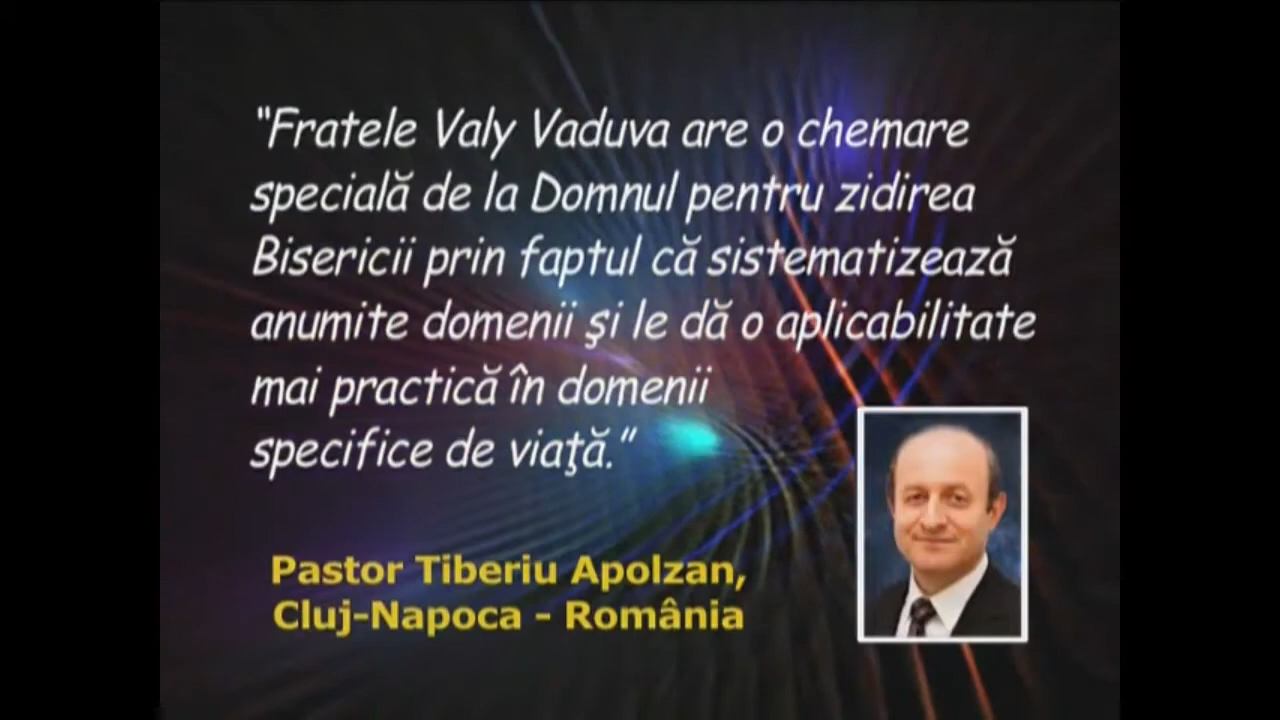 “Fratele Valy Vaduva are o chemare
specială de la Domnul pentru zidirea
Bisericii prin faptul că sistematizează
anumite domenii şi le dă o aplicabilitate
mai practică în domenii
specifice de viaţă.”
Pastor Tiberiu Apolzan,
Cluj-Napoca - România